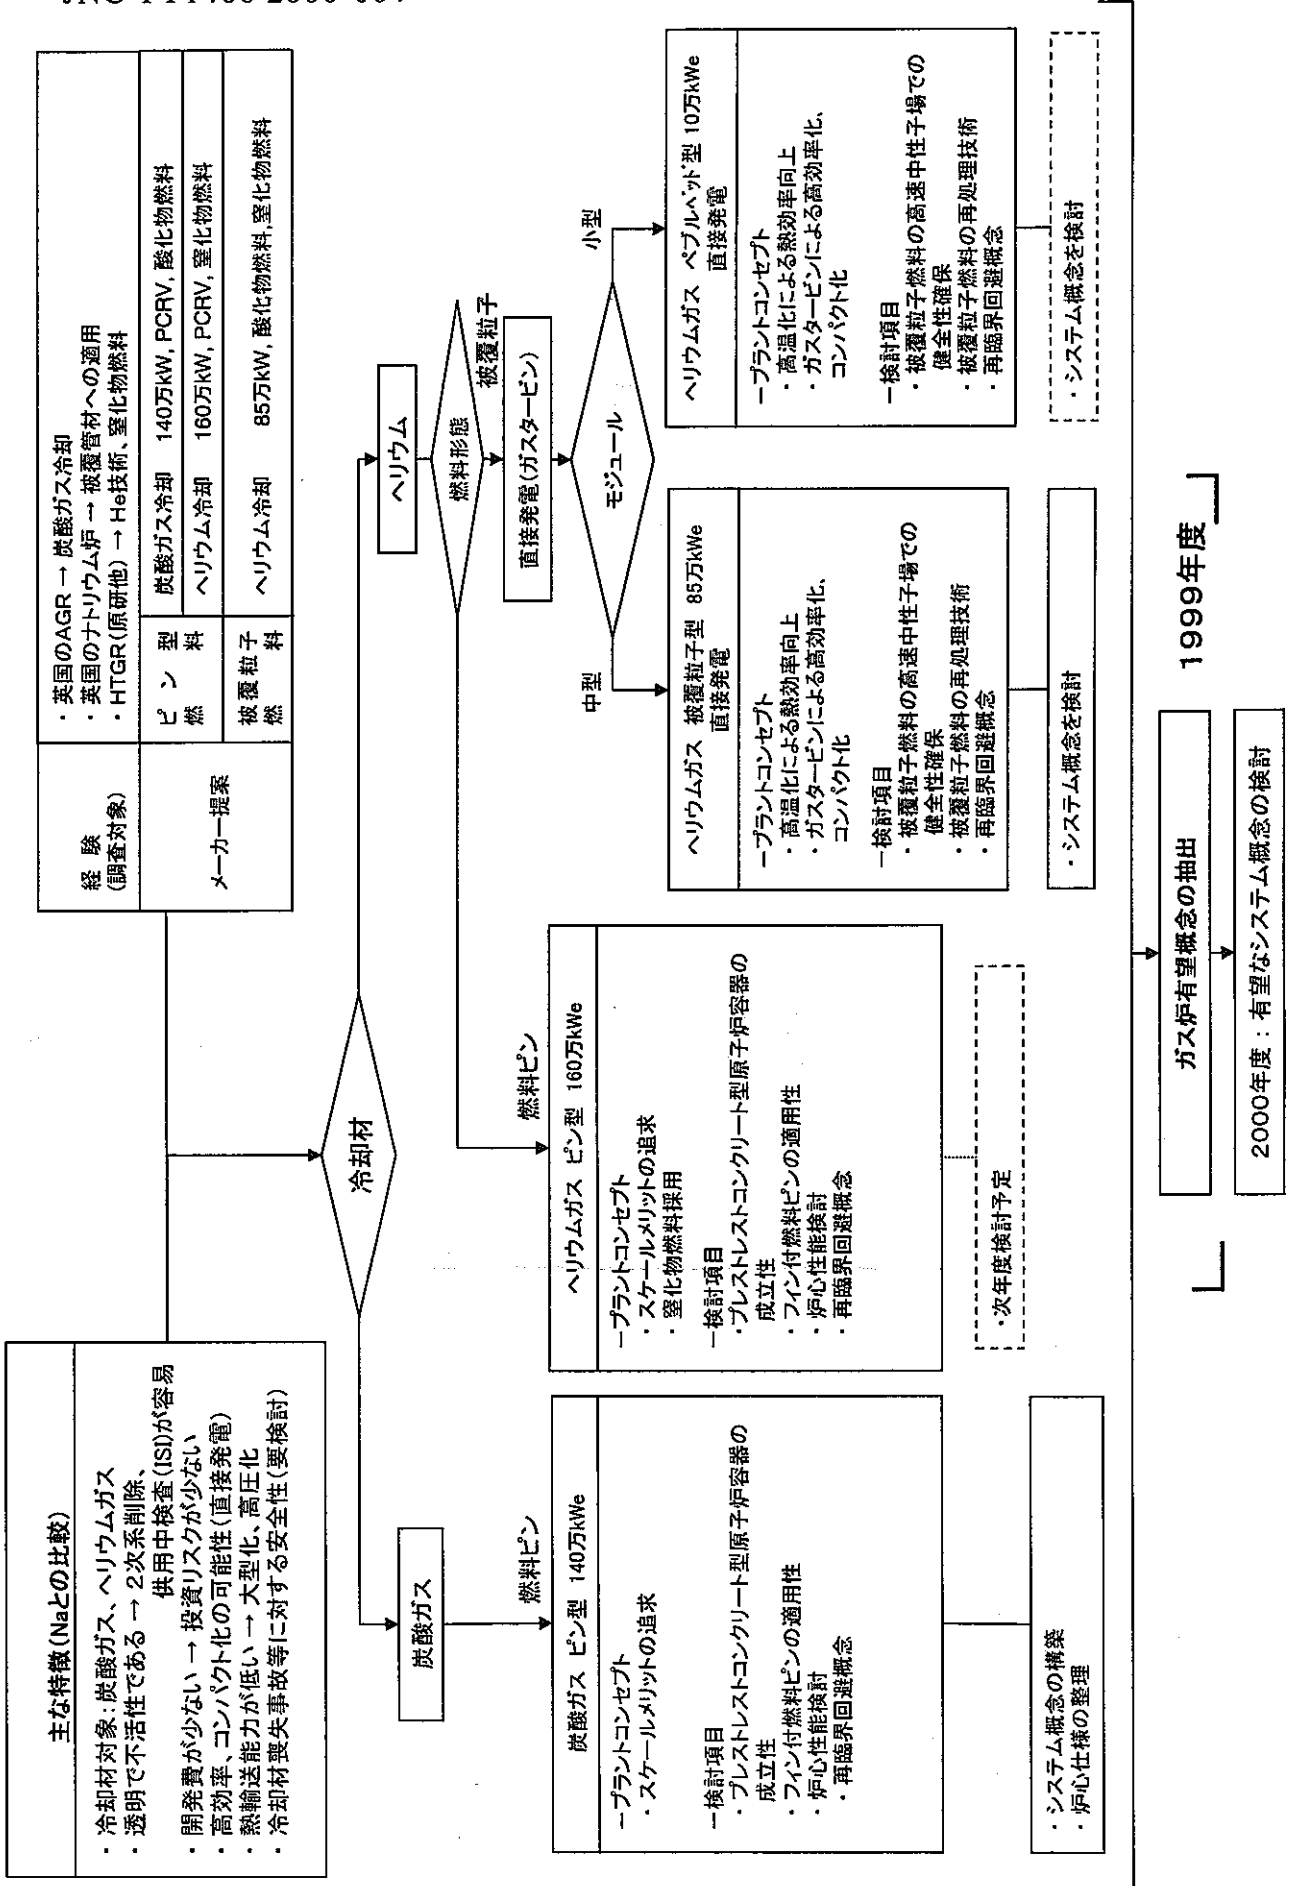 主な特徴(Naとの比較)
・ 冷却材対象：炭酸ガス、ヘリウムガス
・ 透明で不活性である → 2次系削除、
供用中検査(ISI)が容易
・ 開発費が少ない → 投資リスクが少ない
・ 高効率、コンパクト化の可能性(直接発電)
・ 熱輸送能力が低い → 大型化、高圧化
・ 冷却材喪失事故等に対する安全性(要検討)
経 験
(調査対象)
・ 英国のAGR → 炭酸ガス冷却
・ 英国のナトリウム炉 → 被覆管材への適用
・ HTGR(原研他) → He技術、窒化物燃料
メーカー提案
ピン型
燃料
炭酸ガス冷却 140万kW, PCRV, 酸化物燃料
ヘリウム冷却 160万kW, PCRV, 窒化物燃料
被覆粒子
燃料
ヘリウム冷却 85万kW, 酸化物燃料,窒化物燃料
冷却材
炭酸ガス
ヘリウム
燃料形態
燃料ピン
燃料ピン
被覆粒子
直接発電(ガスタービン)
モジュール
中型
小型
炭酸ガス ピン型 140万kWe
ープラントコンセプト
・ スケールメリットの追求
ー検討項目
・ プレストレストコンクリート型原子炉容器の
成立性
・ フィン付燃料ピンの適用性
・ 炉心性能検討
・ 再臨界回避概念
・ システム概念の構築
・ 炉心仕様の整理
ヘリウムガス ピン型 160万kWe
ープラントコンセプト
・ スケールメリットの追求
・ 窒化物燃料採用
ー検討項目
・プレストレストコンクリート型原子炉容器の
成立性
・ フィン付燃料ピンの適用性
・ 炉心性能検討
・ 再臨界回避概念
・次年度検討予定
ヘリウムガス 被覆粒子型 85万kWe
直接発電
ープラントコンセプト
・ 高温化による熱効率向上
・ ガスタービンによる高効率化、
コンパクト化
ー検討項目
・ 被覆粒子燃料の高速中性子場での
健全性確保
・ 被覆粒子燃料の再処理技術
・ 再臨界回避概念
・システム概念を検討
ヘリウムガス ペブルベッド型 10万kWe
直接発電
ープラントコンセプト
・ 高温化による熱効率向上
・ ガスタービンによる高効率化、
コンパクト化
ー検討項目
・ 被覆粒子燃料の高速中性子場での
健全性確保
・ 被覆粒子燃料の再処理技術
・ 再臨界回避概念
・システム概念を検討
ガス炉有望概念の抽出
1999年度
2000年度：有望なシステム概念の検討